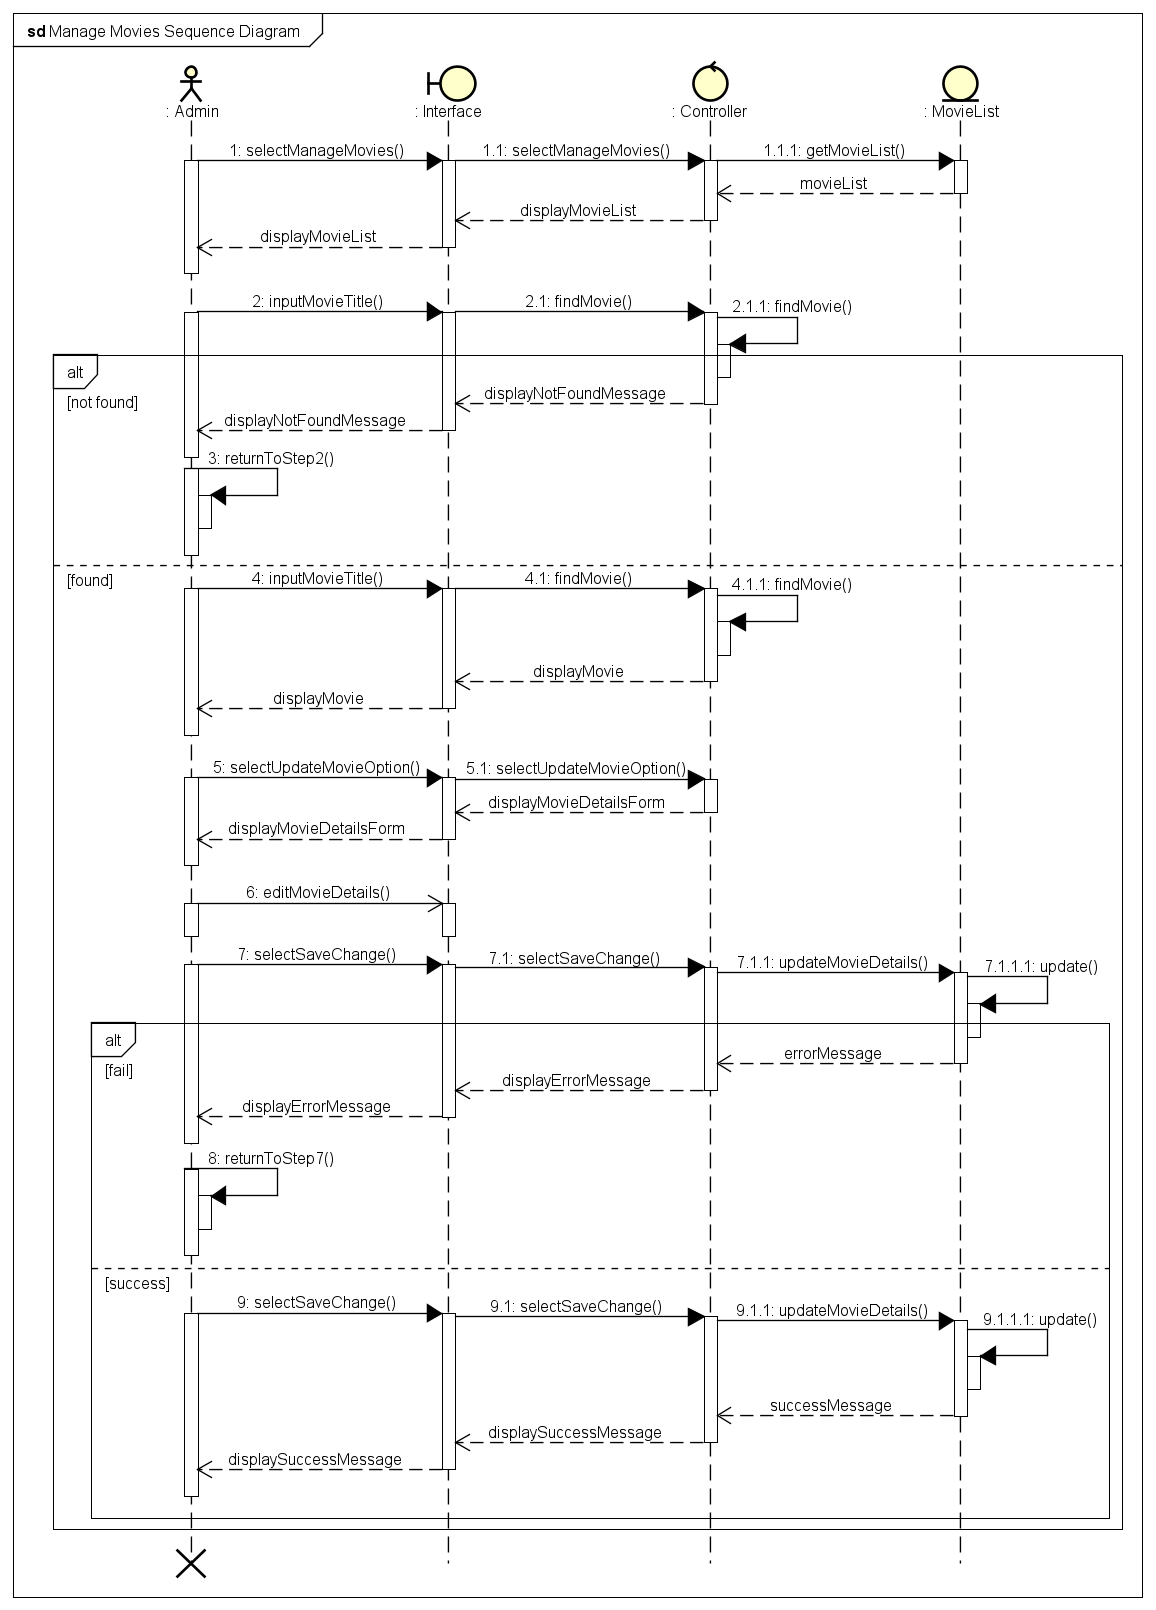 sd Manage Movies Sequence Diagram
: Admin
: Interface
: Controller
: MovieList
1: selectManageMovies()
1.1: selectManageMovies()
1.1.1: getMovieList()
movieList
displayMovieList
displayMovieList
2: inputMovieTitle()
2.1: findMovie()
2.1.1: findMovie()
alt
[not found]
displayNotFoundMessage
displayNotFoundMessage
3: returnToStep2()
[found]
4: inputMovieTitle()
4.1: findMovie()
4.1.1: findMovie()
displayMovie
displayMovie
5: selectUpdateMovieOption()
5.1: selectUpdateMovieOption()
displayMovieDetailsForm
displayMovieDetailsForm
6: editMovieDetails()
7: selectSaveChange()
7.1: selectSaveChange()
7.1.1: updateMovieDetails()
7.1.1.1: update()
alt
[fail]
errorMessage
displayErrorMessage
displayErrorMessage
8: returnToStep7()
[success]
9: selectSaveChange()
9.1: selectSaveChange()
9.1.1: updateMovieDetails()
9.1.1.1: update()
successMessage
displaySuccessMessage
displaySuccessMessage